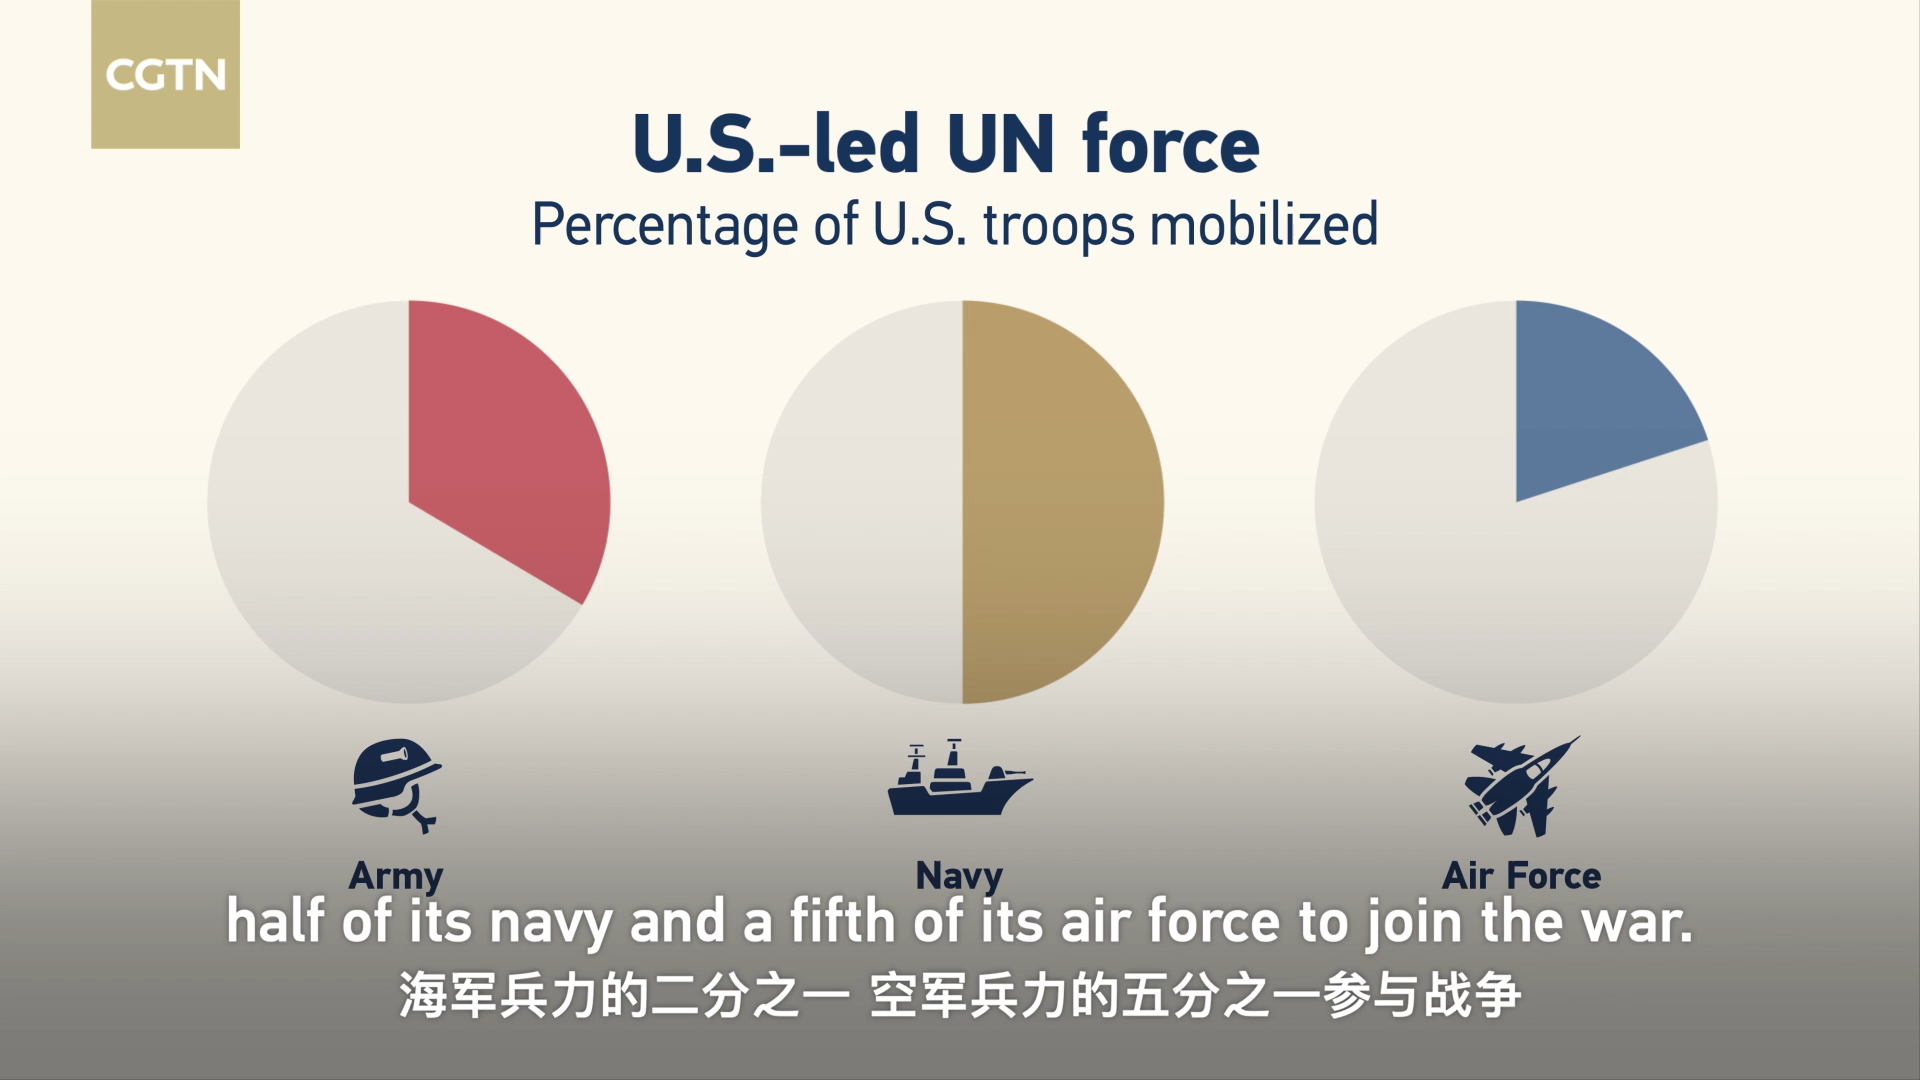 CGTN
U.S.-led UN force
Percentage of U.S. troops mobilized
Army
Navy
Air Force
half of its navy and a fifth of its air force to join the war.
海军兵力的二分之一 空军兵力的五分之一参与战争